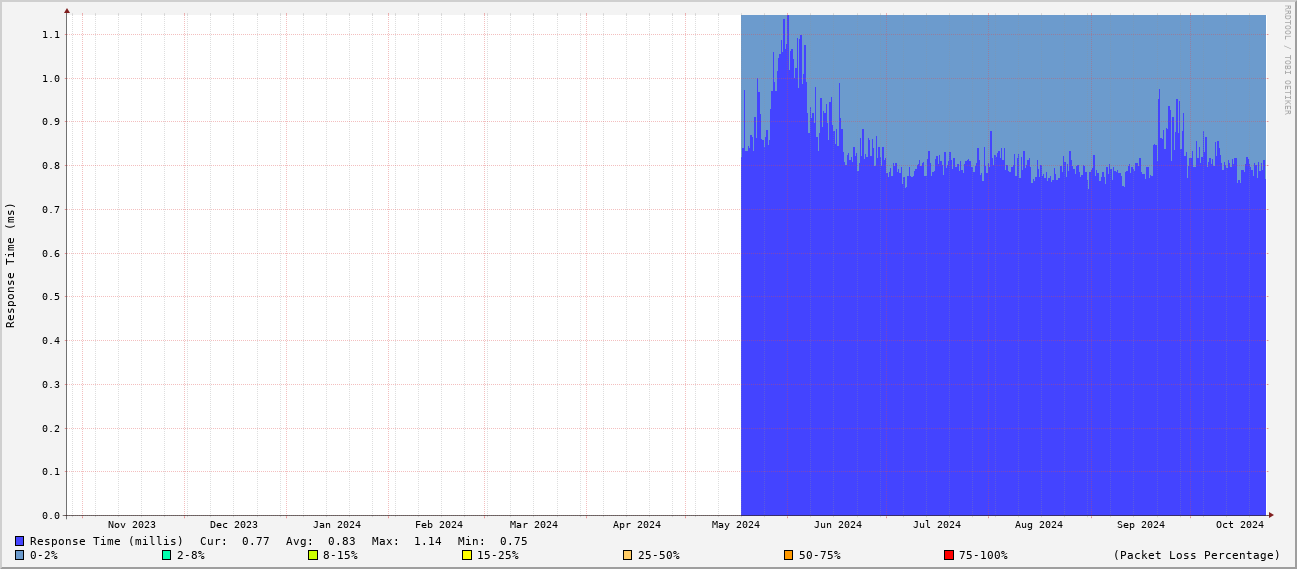 RRDTOOL / TOBI OETIKER
Response Time (ms)
1.1
1.0
0.9
0.8
0.7
0.6
0.5
0.4
0.3
0.2
0.1
0.0
Nov 2023 Dec 2023 Jan 2024 Feb 2024 Mar 2024 Apr 2024 May 2024 Jun 2024 Jul 2024 Aug 2024 Sep 2024 Oct 2024
Response Time (millis) Cur: 0.77 Avg: 0.83 Max: 1.14 Min: 0.75
0-2% 2-8% 8-15% 15-25% 25-50% 50-75% 75-100% (Packet Loss Percentage)